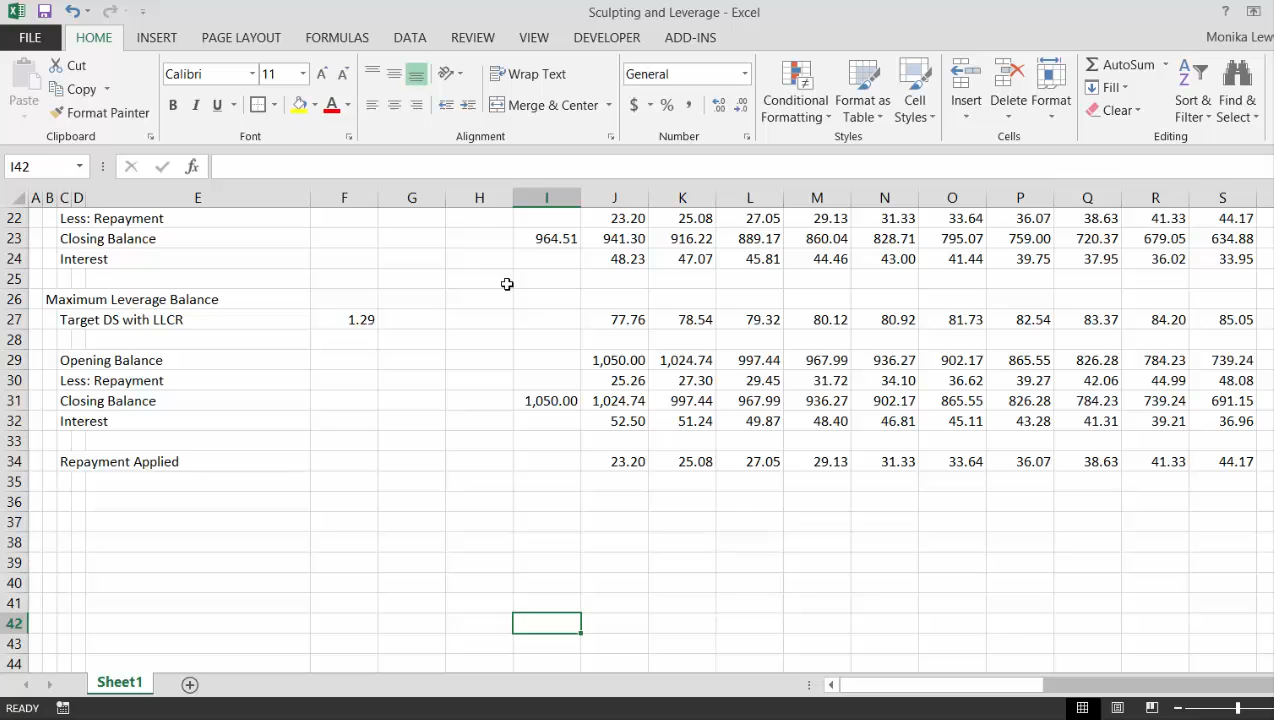 Sculpting and Leverage - Excel
?
FILE HOME INSERT PAGE LAYOUT FORMULAS DATA REVIEW VIEW DEVELOPER ADD-INS Monika Lew
Paste
Cut
Copy
Format Painter
Clipboard
Calibri 11
B I U
Font
Wrap Text
Merge & Center
Alignment
General
$ % ,
Number
Conditional Formatting
Format as Table
Cell Styles
Styles
Insert
Delete
Format
Cells
AutoSum
Fill
Clear
Sort & Filter
Find & Select
Editing
I42 fx
A B C D E F G H I J K L M N O P Q R S
22 Less: Repayment 23.20 25.08 27.05 29.13 31.33 33.64 36.07 38.63 41.33 44.17
23 Closing Balance 964.51 941.30 916.22 889.17 860.04 828.71 795.07 759.00 720.37 679.05 634.88
24 Interest 48.23 47.07 45.81 44.46 43.00 41.44 39.75 37.95 36.02 33.95
25
26 Maximum Leverage Balance
27 Target DS with LLCR 1.29 77.76 78.54 79.32 80.12 80.92 81.73 82.54 83.37 84.20 85.05
28
29 Opening Balance 1,050.00 1,024.74 997.44 967.99 936.27 902.17 865.55 826.28 784.23 739.24
30 Less: Repayment 25.26 27.30 29.45 31.72 34.10 36.62 39.27 42.06 44.99 48.08
31 Closing Balance 1,050.00 1,024.74 997.44 967.99 936.27 902.17 865.55 826.28 784.23 739.24 691.15
32 Interest 52.50 51.24 49.87 48.40 46.81 45.11 43.28 41.31 39.21 36.96
33
34 Repayment Applied 23.20 25.08 27.05 29.13 31.33 33.64 36.07 38.63 41.33 44.17
35
36
37
38
39
40
41
42
43
44
Sheet1
READY